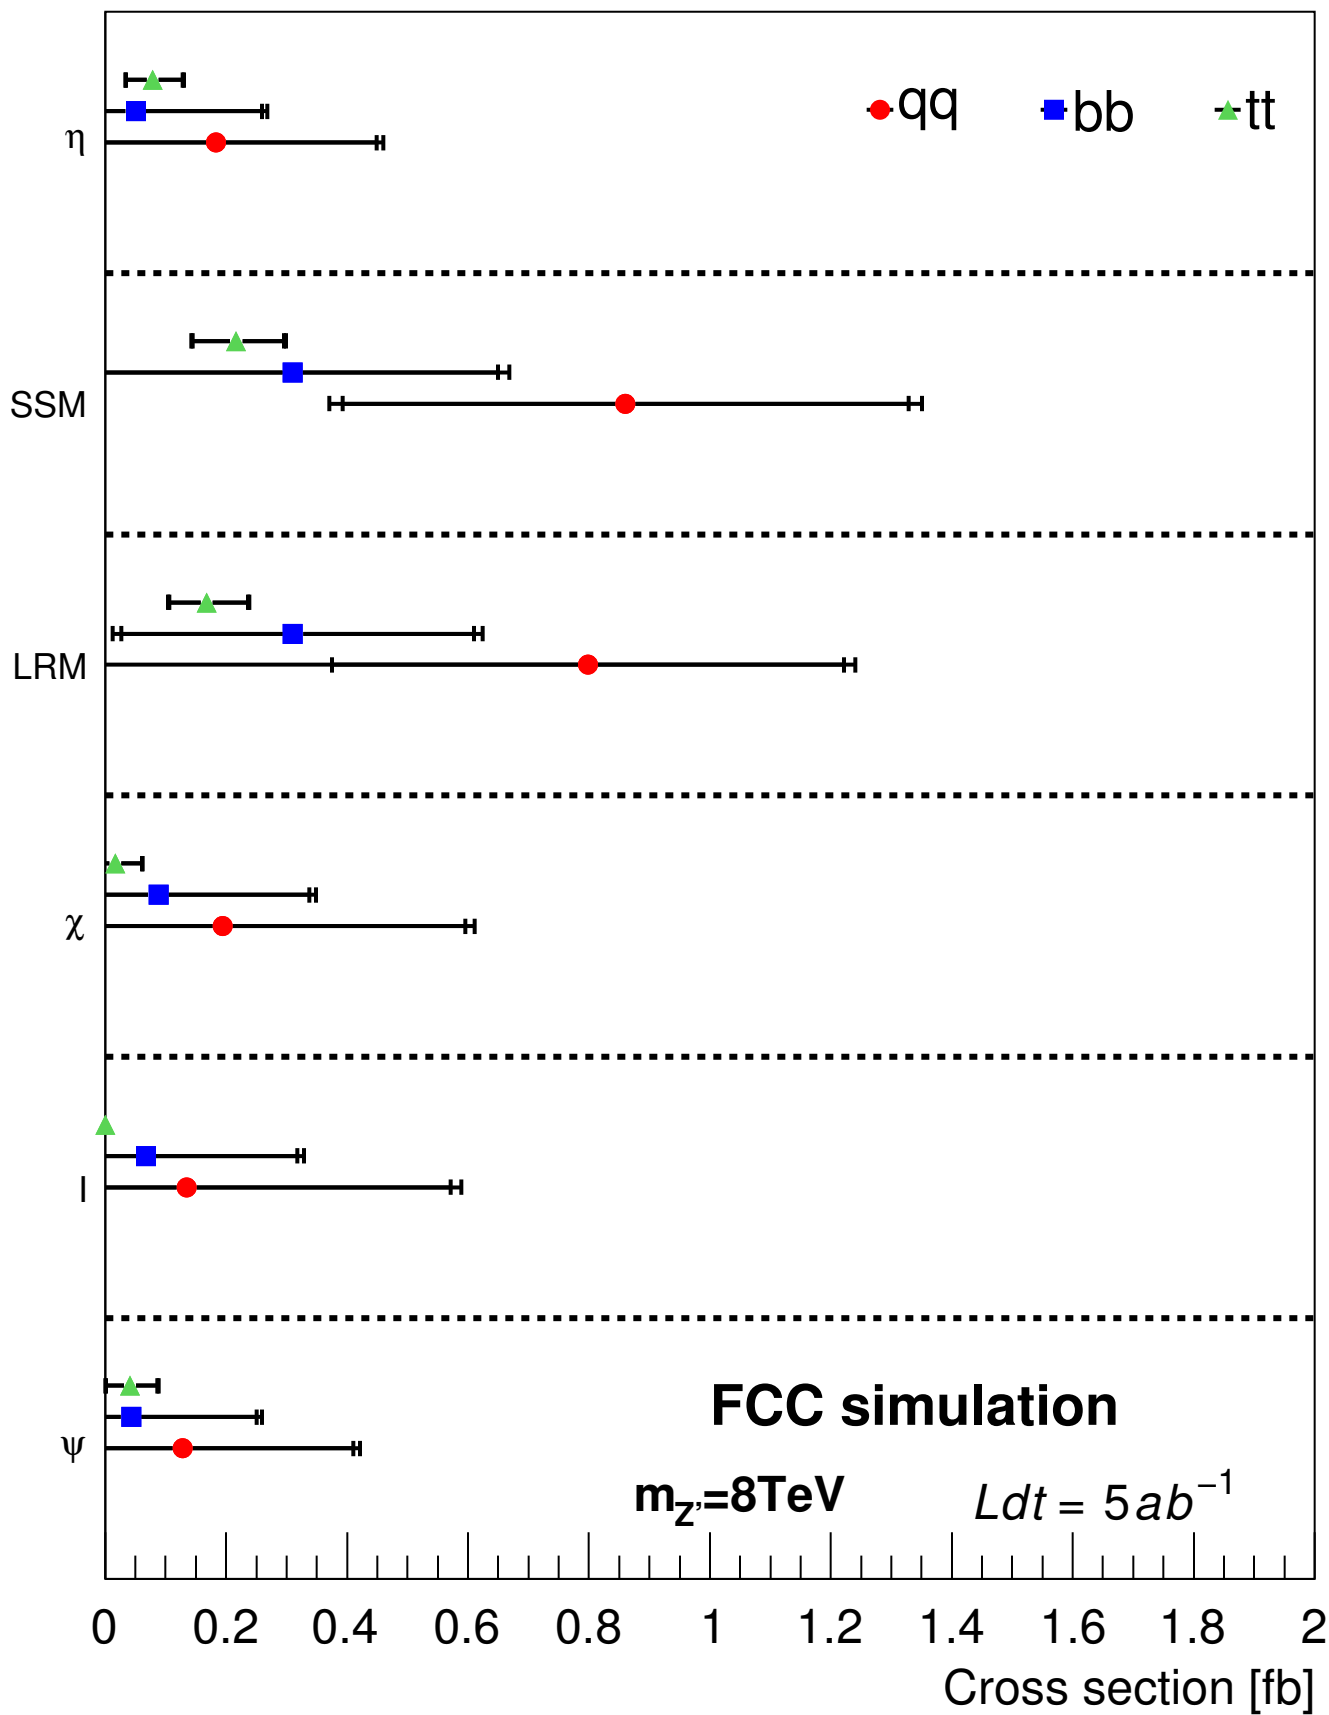 η
qq bb tt
SSM
LRM
χ
I
ψ
FCC simulation
m_Z'=8TeV Ldt = 5ab⁻¹
0 0.2 0.4 0.6 0.8 1 1.2 1.4 1.6 1.8 2
Cross section [fb]